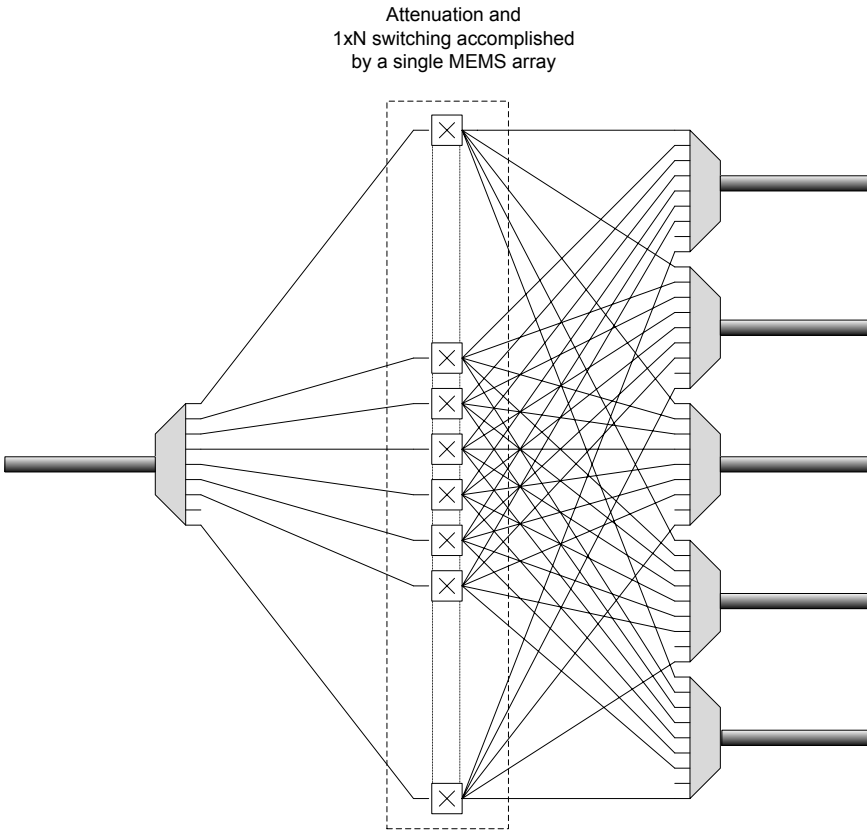 Attenuation and
1xN switching accomplished
by a single MEMS array